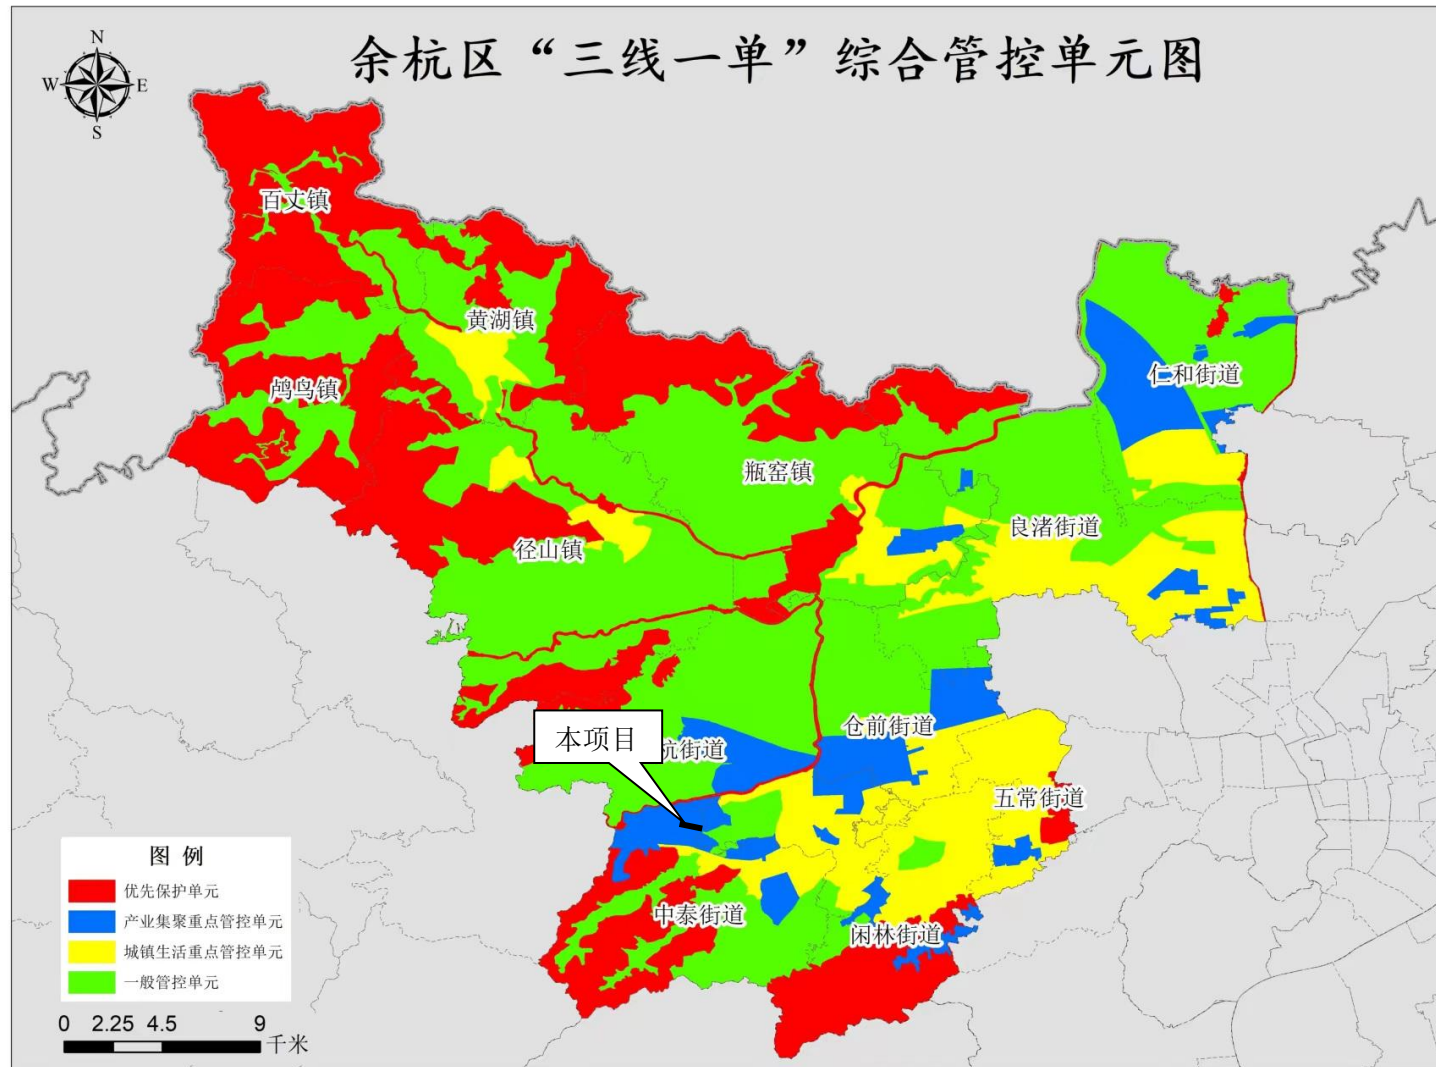 余杭区“三线一单”综合管控单元图
N
W
E
S
百丈镇
黄湖镇
仁和街道
鸬鸟镇
瓶窑镇
良渚街道
径山镇
仓前街道
本项目
杭街道
五常街道
中泰街道
闲林街道
图 例
优先保护单元
产业集聚重点管控单元
城镇生活重点管控单元
一般管控单元
0 2.25 4.5 9
千米